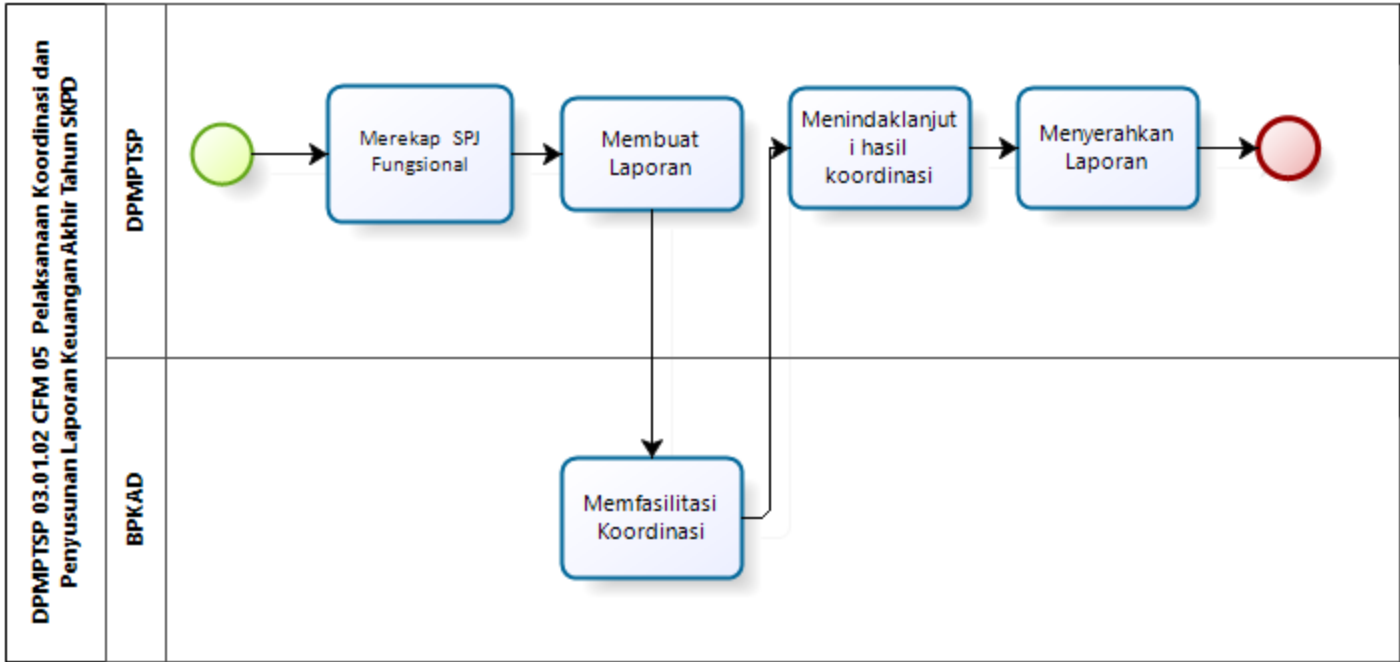 DPMPTSP 03.01.02 CFM 05  Pelaksanaan Koordinasi dan
Penyusunan Laporan Keuangan Akhir Tahun SKPD
DPMPTSP
Merekap  SPJ
Fungsional
Membuat
Laporan
Menindaklanjut
i hasil
koordinasi
Menyerahkan
Laporan
BPKAD
Memfasilitasi
Koordinasi